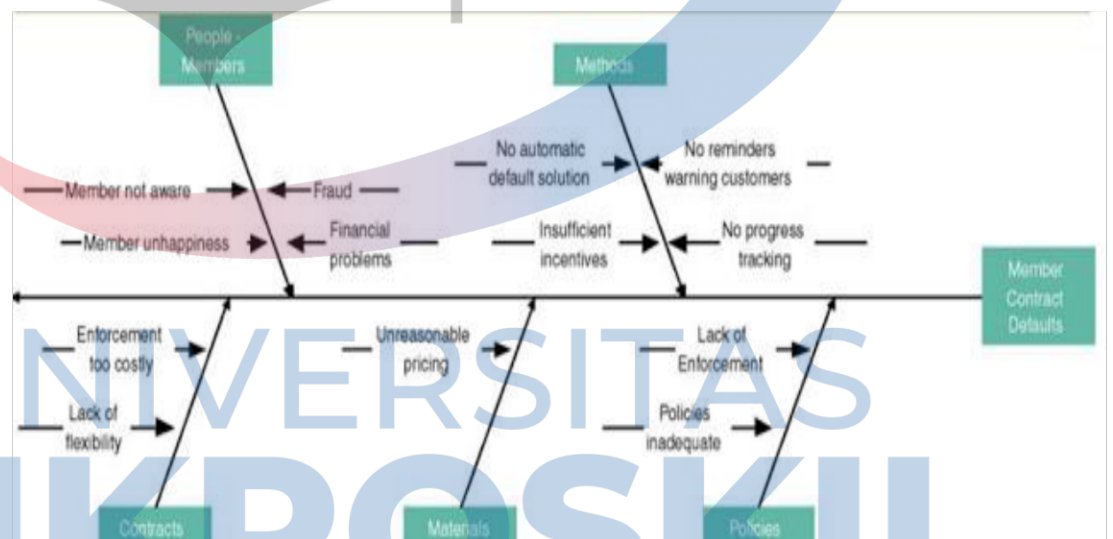 People -
Members
Methods
No automatic
default solution
No reminders
warning customers
Member not aware
Fraud
Member unhappiness
Financial
problems
Insufficient
incentives
No progress
tracking
Member
Contract
Defaults
Enforcement
too costly
Unreasonable
pricing
Lack of
Enforcement
Lack of
flexibility
Policies
inadequate
Contracts
Materials
Policies
NIVERSITAS
IKROSKIL